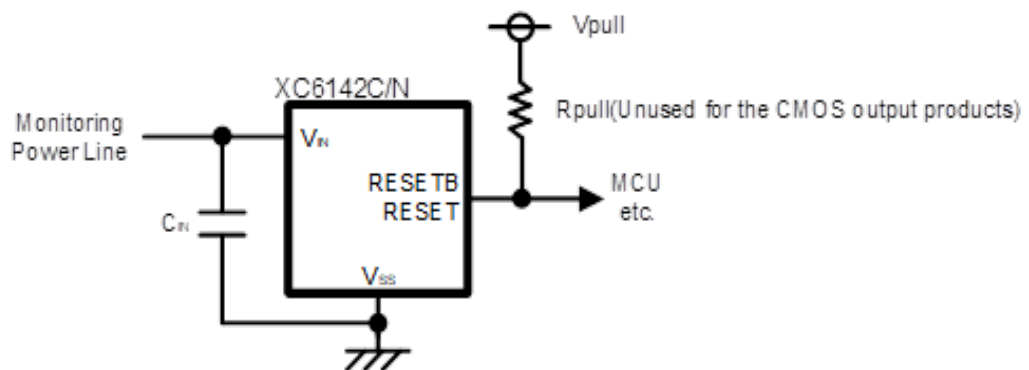 Vpull
XC6142C/N
Rpull(Unused for the CMOS output products)
Monitoring
Power Line
VIN
RESETB
RESET
MCU
etc.
CIN
VSS